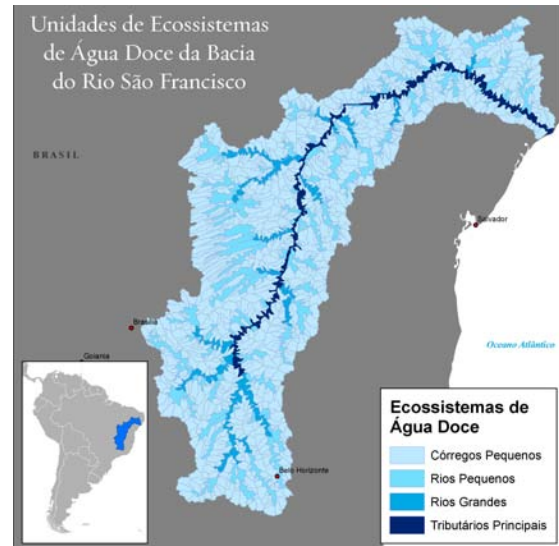 Unidades de Ecossistemas
de Água Doce da Bacia
do Rio São Francisco
BRASIL
Salvador
Brasília
Goiania
Oceano Atlântico
Belo Horizonte
Ecossistemas de
Água Doce
Córregos Pequenos
Rios Pequenos
Rios Grandes
Tributários Principais